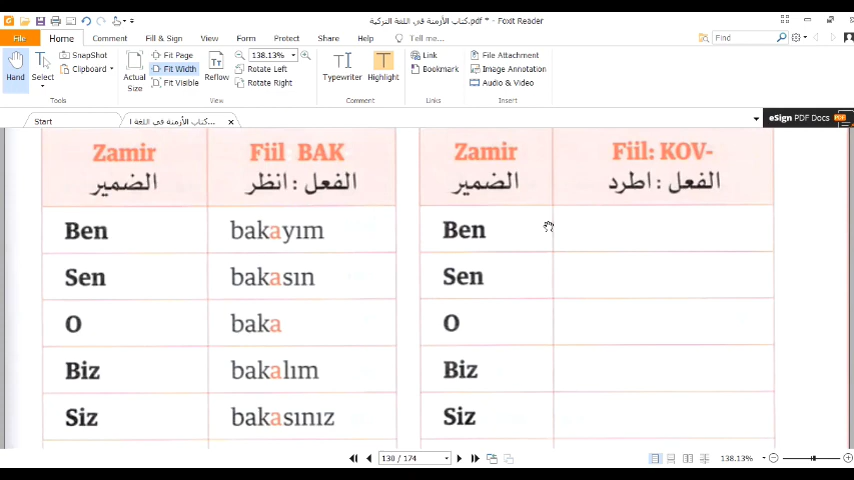 كتاب الأزمنة في اللغة التركية.pdf * - Foxit Reader
File Home Comment Fill & Sign View Form Protect Share Help Tell me... Find
Hand Select SnapShot Clipboard Actual Size Fit Page Fit Width Fit Visible Reflow 138.13% Rotate Left Rotate Right Typewriter Highlight Link Bookmark File Attachment Image Annotation Audio & Video
Tools View Comment Links Insert
Start كتاب الأزمنة في اللغة ا... eSign PDF Docs
Zamir Fiil BAK Zamir Fiil: KOV-
الضمير الفعل : انظر الضمير الفعل : اطرد
Ben bakayım Ben
Sen bakasın Sen
O baka O
Biz bakalım Biz
Siz bakasınız Siz
130 / 174 138.13%